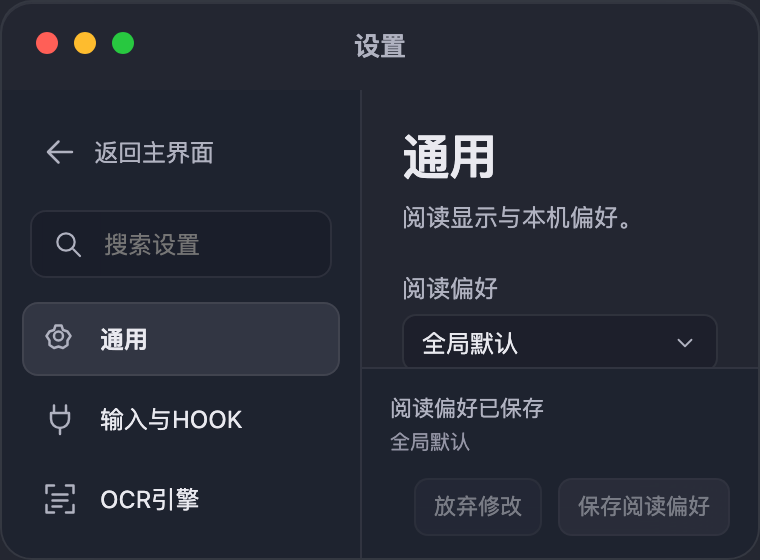 设置
返回主界面
搜索设置
通用
输入与HOOK
OCR引擎
通用
阅读显示与本机偏好。
阅读偏好
全局默认
阅读偏好已保存
全局默认
放弃修改
保存阅读偏好